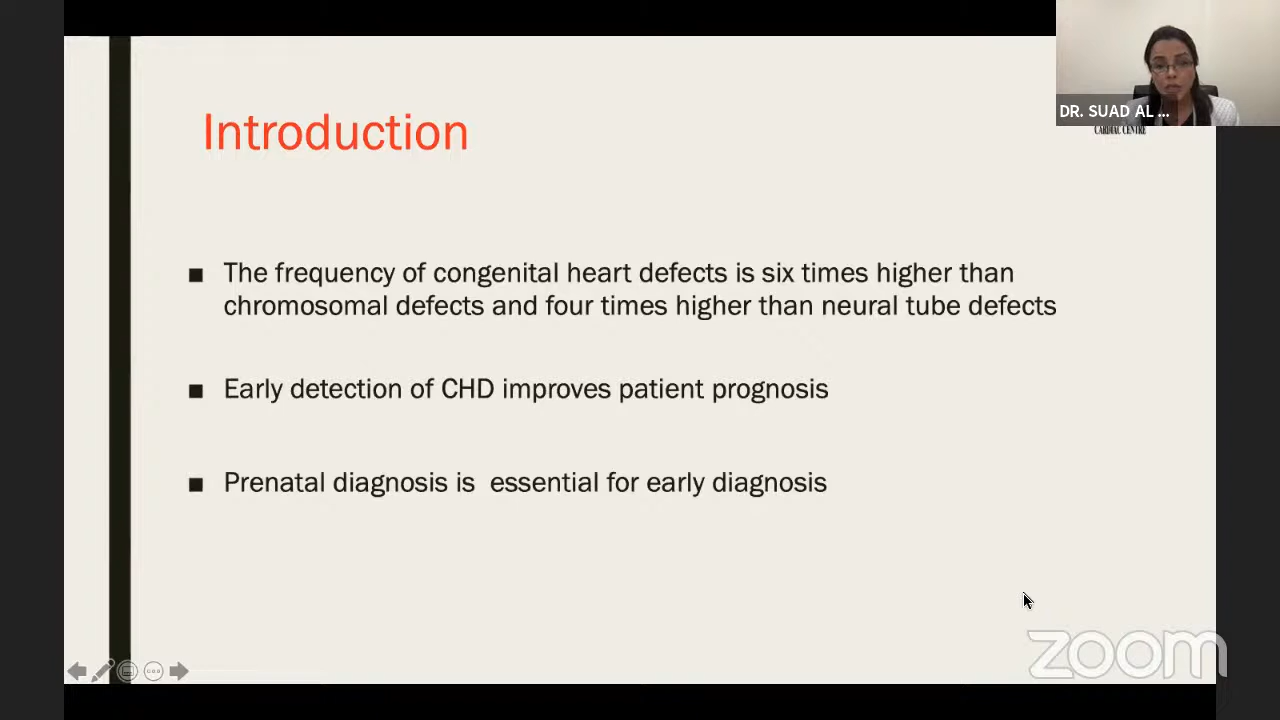 DR. SUAD AL ...
CARDIAC CENTRE
Introduction
■ The frequency of congenital heart defects is six times higher than
chromosomal defects and four times higher than neural tube defects
■ Early detection of CHD improves patient prognosis
■ Prenatal diagnosis is  essential for early diagnosis
zoom